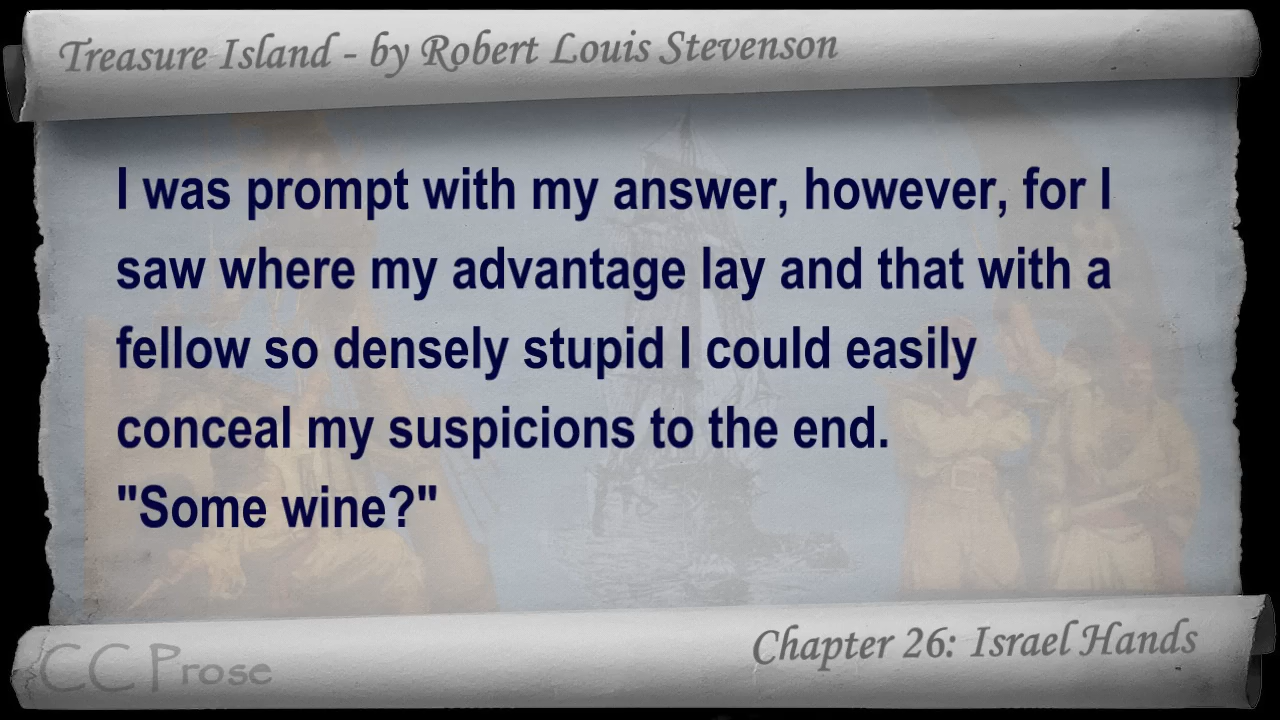 Treasure Island - by Robert Louis Stevenson
I was prompt with my answer, however, for I
saw where my advantage lay and that with a
fellow so densely stupid I could easily
conceal my suspicions to the end.
"Some wine?"
Chapter 26: Israel Hands
CC Prose